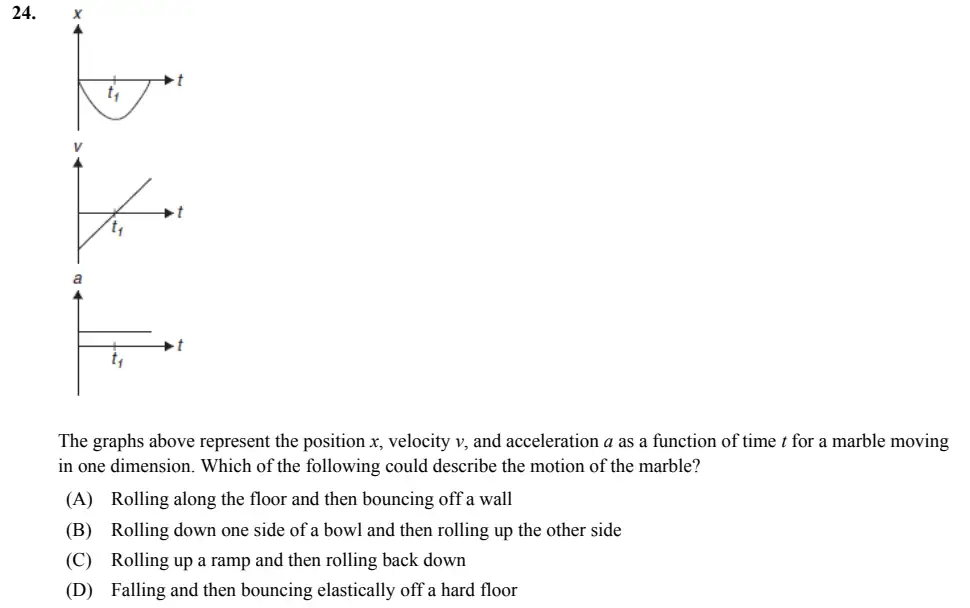 24.
x
t
t1
v
t
t1
a
t
t1
The graphs above represent the position x, velocity v, and acceleration a as a function of time t for a marble moving
in one dimension. Which of the following could describe the motion of the marble?
(A) Rolling along the floor and then bouncing off a wall
(B) Rolling down one side of a bowl and then rolling up the other side
(C) Rolling up a ramp and then rolling back down
(D) Falling and then bouncing elastically off a hard floor